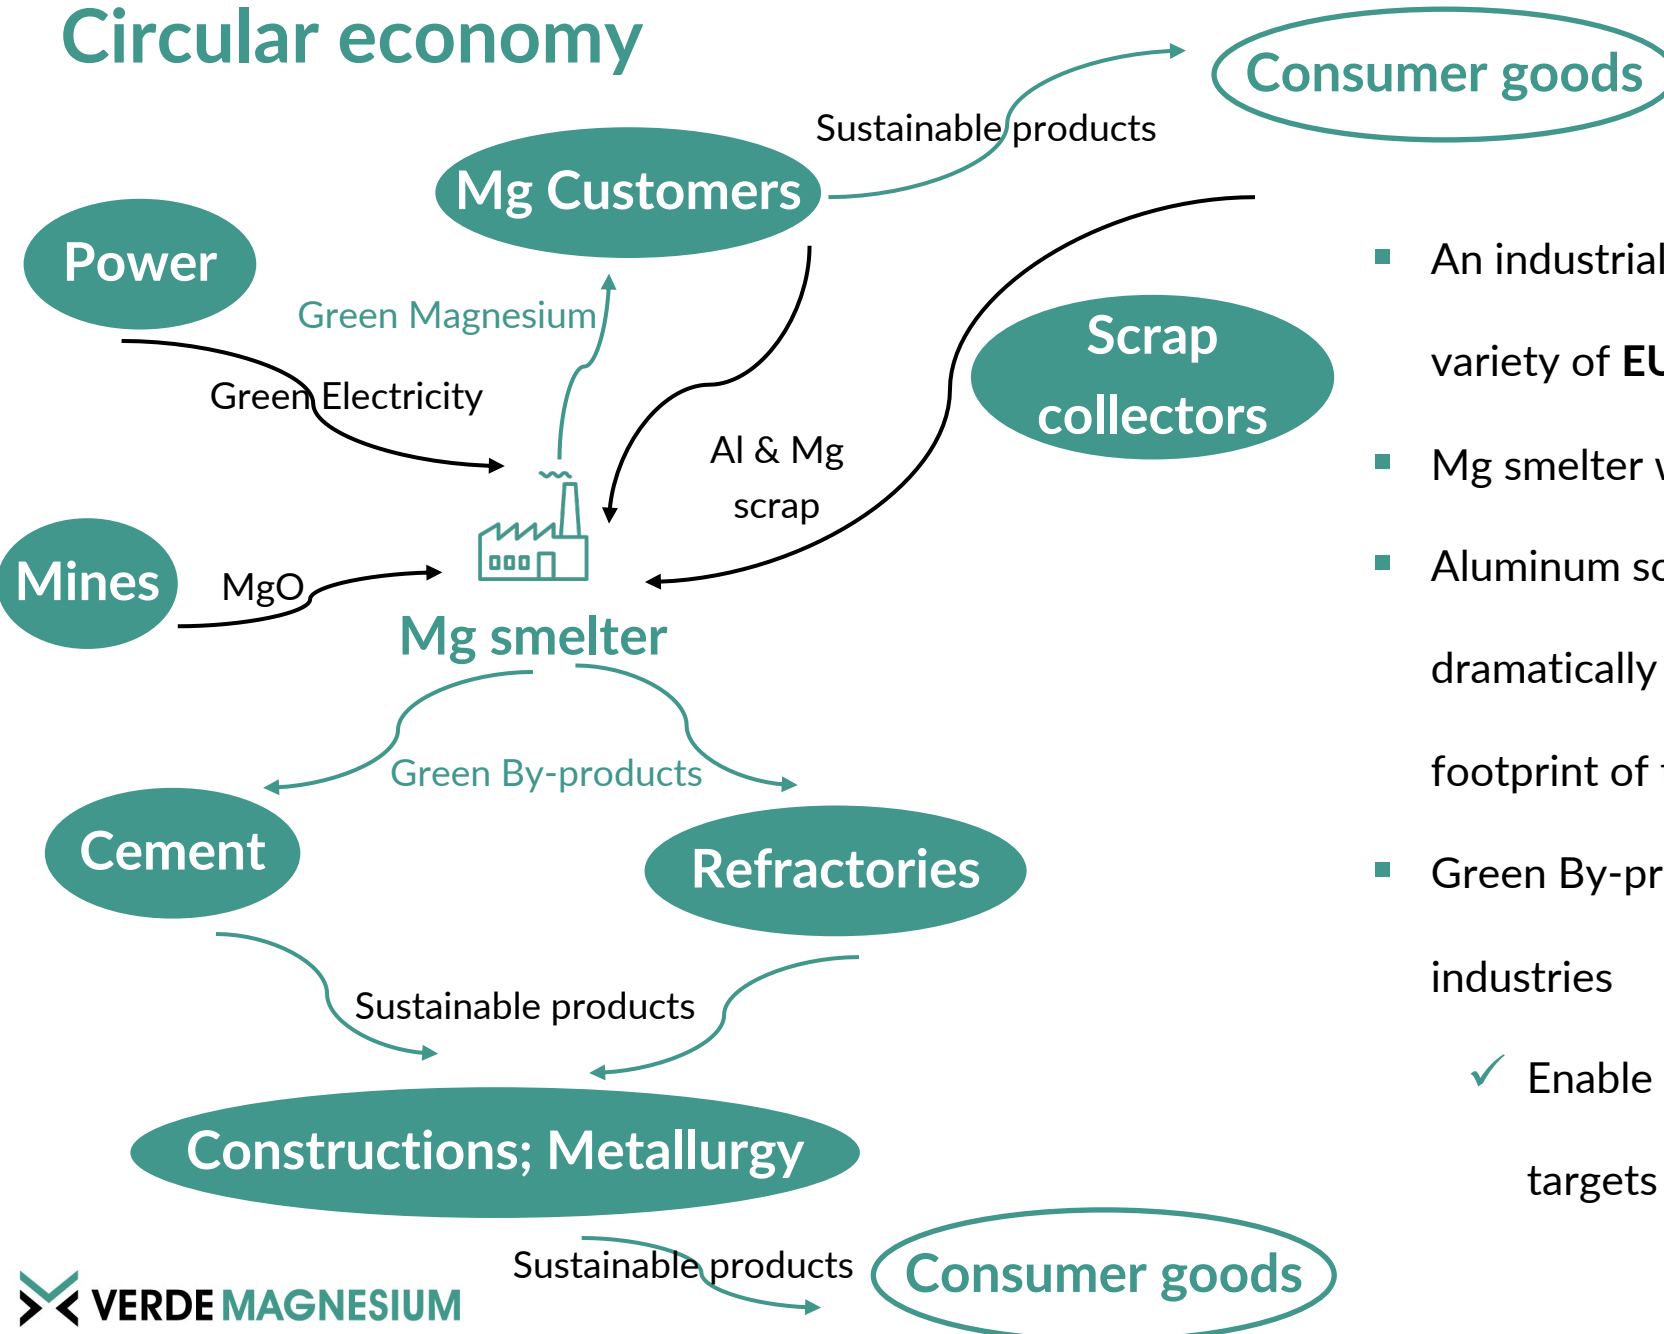 Circular economy
Consumer goods
Sustainable products
Mg Customers
Power
Green Magnesium
Green Electricity
Scrap
collectors
Al & Mg
scrap
Mines
MgO
Mg smelter
Green By-products
Cement
Refractories
Sustainable products
Constructions; Metallurgy
Sustainable products
Consumer goods
VERDE MAGNESIUM
An industrial
variety of EU
Mg smelter
Aluminum
dramatically
footprint of
Green By-pr
industries
Enable
targets